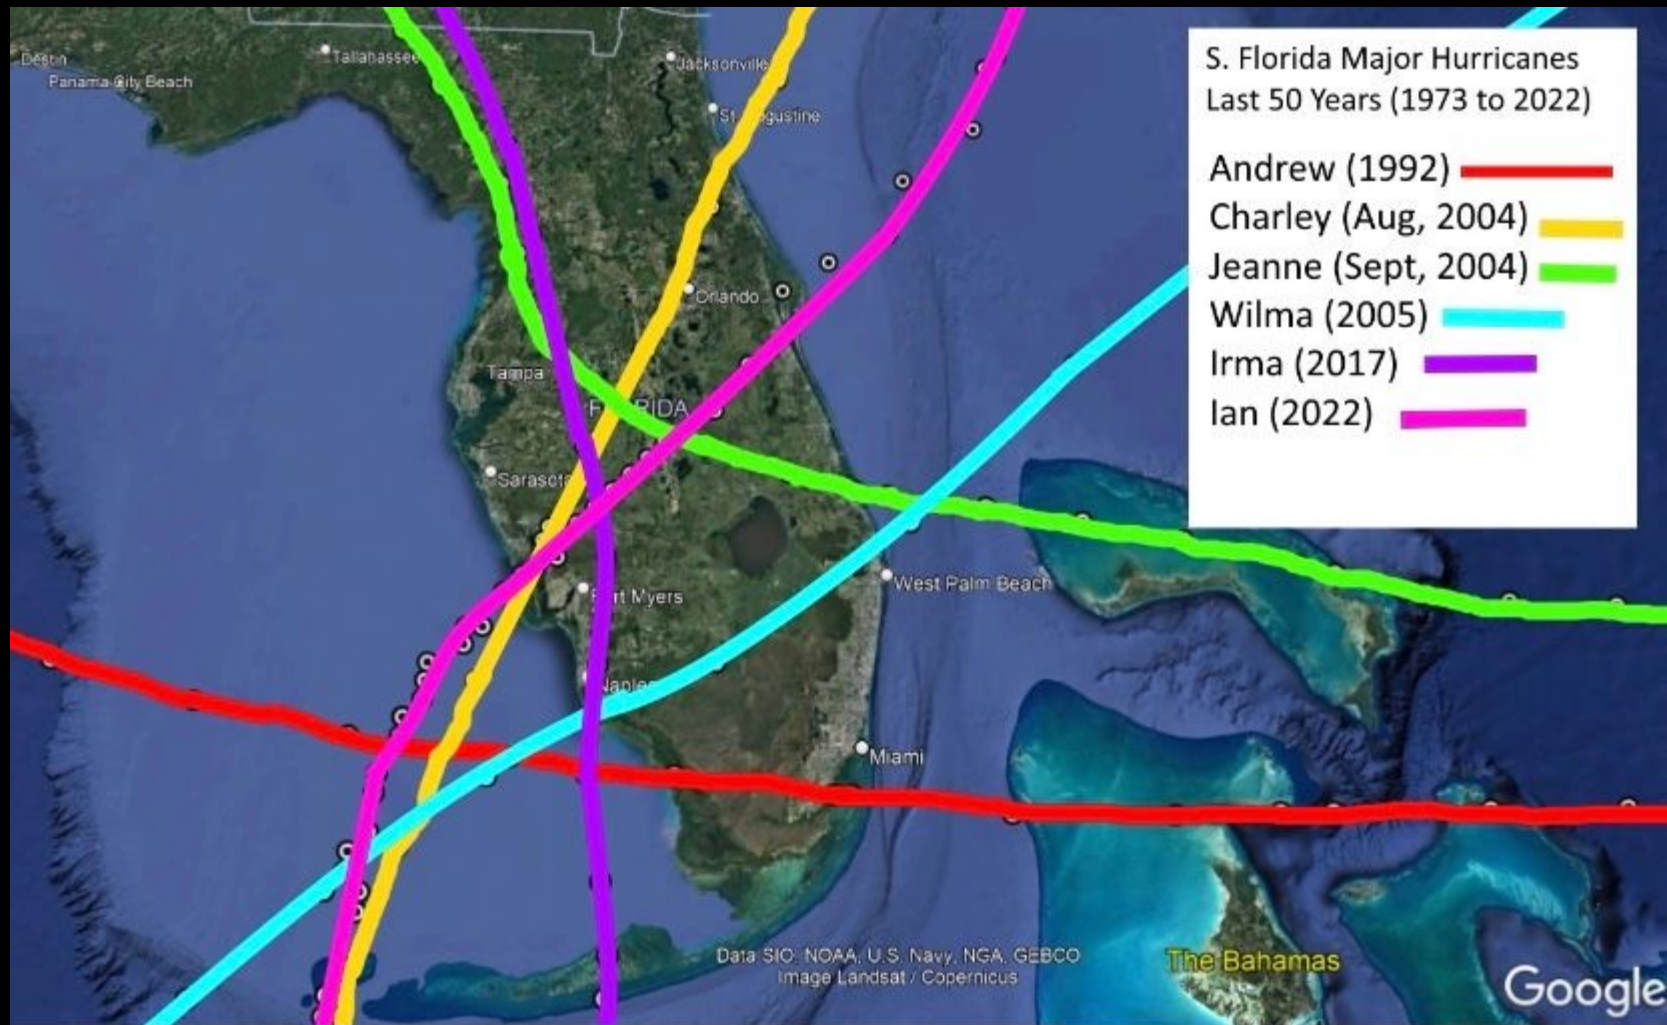 S. Florida Major Hurricanes
Last 50 Years (1973 to 2022)
Andrew (1992)
Charley (Aug, 2004)
Jeanne (Sept, 2004)
Wilma (2005)
Irma (2017)
Ian (2022)
Destin
Tallahassee
Panama City Beach
Jacksonville
Orlando
Tampa
Sarasota
West Palm Beach
Myers
Miami
Data SIO, NOAA, U.S. Navy, NGA, GEBCO
Image Landsat / Copernicus
The Bahamas
Google